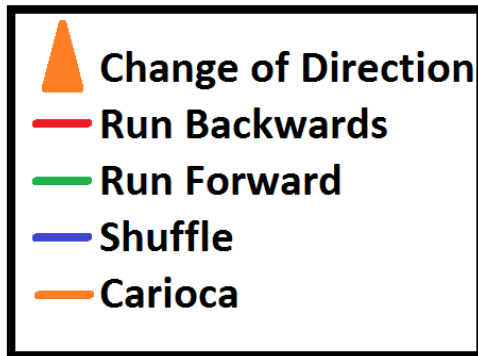 Change of Direction
Run Backwards
Run Forward
Shuffle
Carioca